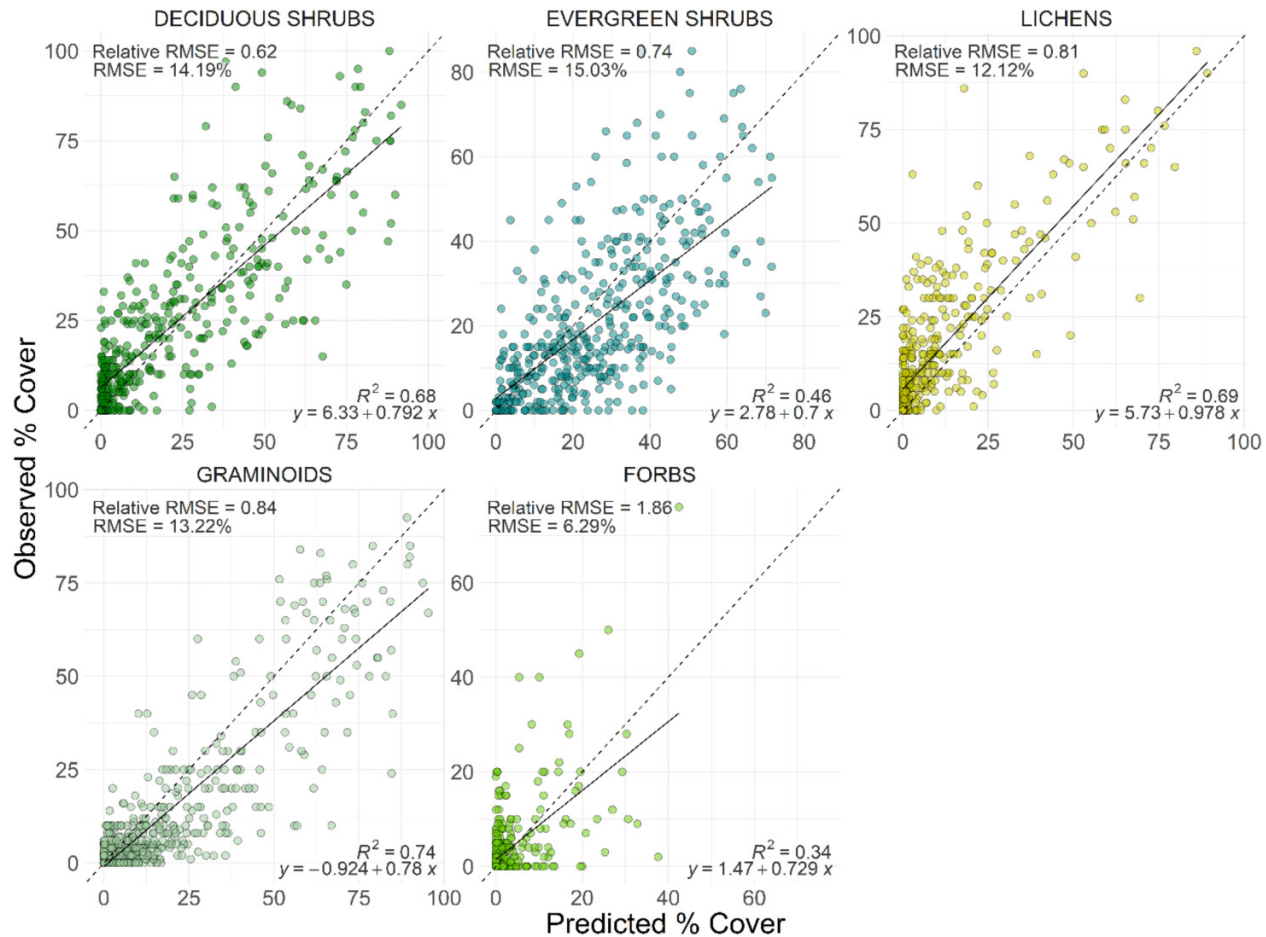 DECIDUOUS SHRUBS
Relative RMSE = 0.62
RMSE = 14.19%
100
75
50
25
0
R² = 0.68
y = 6.33 + 0.792 x
0 25 50 75 100
EVERGREEN SHRUBS
Relative RMSE = 0.74
RMSE = 15.03%
80
60
40
20
0
R² = 0.46
y = 2.78 + 0.7 x
0 20 40 60 80
LICHENS
Relative RMSE = 0.81
RMSE = 12.12%
100
75
50
25
0
R² = 0.69
y = 5.73 + 0.978 x
0 25 50 75 100
Observed % Cover
GRAMINOIDS
Relative RMSE = 0.84
RMSE = 13.22%
100
75
50
25
0
R² = 0.74
y = −0.924 + 0.78 x
0 25 50 75 100
FORBS
Relative RMSE = 1.86
RMSE = 6.29%
60
40
20
0
R² = 0.34
y = 1.47 + 0.729 x
0 20 40 60
Predicted % Cover